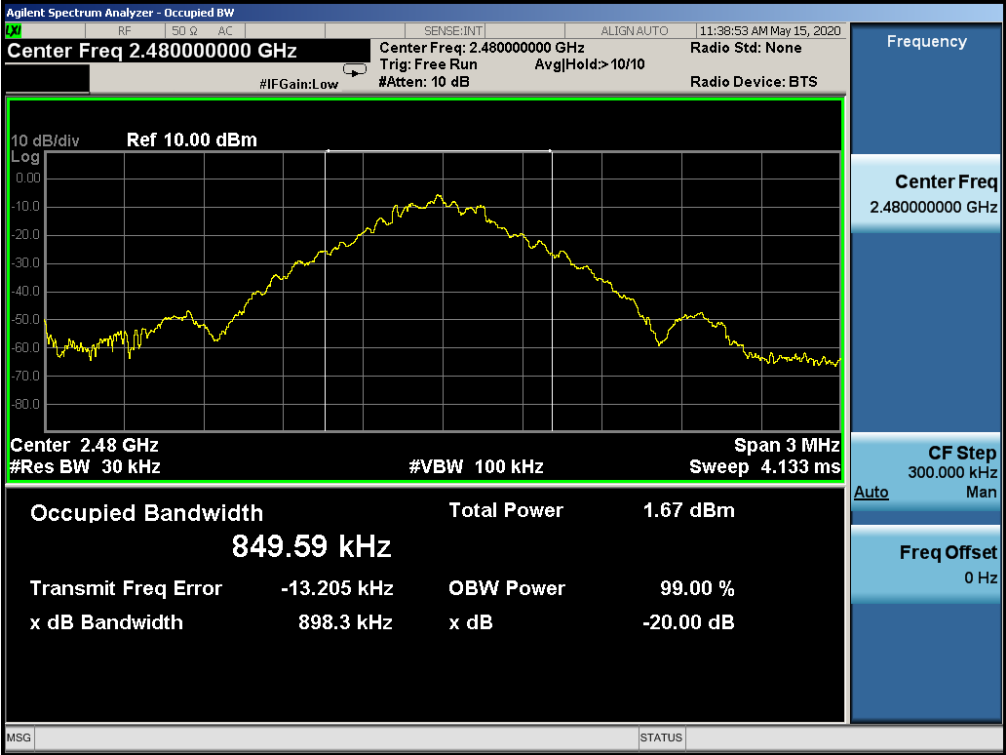 Agilent Spectrum Analyzer - Occupied BW
LXI RF 50 Ω AC SENSE:INT ALIGN AUTO 11:38:53 AM May 15, 2020
Center Freq 2.480000000 GHz
Center Freq: 2.480000000 GHz
Radio Std: None
Trig: Free Run Avg|Hold:> 10/10
#IFGain:Low
#Atten: 10 dB
Radio Device: BTS
10 dB/div Ref 10.00 dBm
Log
0.00
-10.0
-20.0
-30.0
-40.0
-50.0
-60.0
-70.0
-80.0
Center 2.48 GHz
Span 3 MHz
#Res BW 30 kHz
#VBW 100 kHz
Sweep 4.133 ms
Occupied Bandwidth
849.59 kHz
Total Power 1.67 dBm
Transmit Freq Error -13.205 kHz
OBW Power 99.00 %
x dB Bandwidth 898.3 kHz
x dB -20.00 dB
Frequency
Center Freq
2.480000000 GHz
CF Step
300.000 kHz
Auto Man
Freq Offset
0 Hz
MSG
STATUS